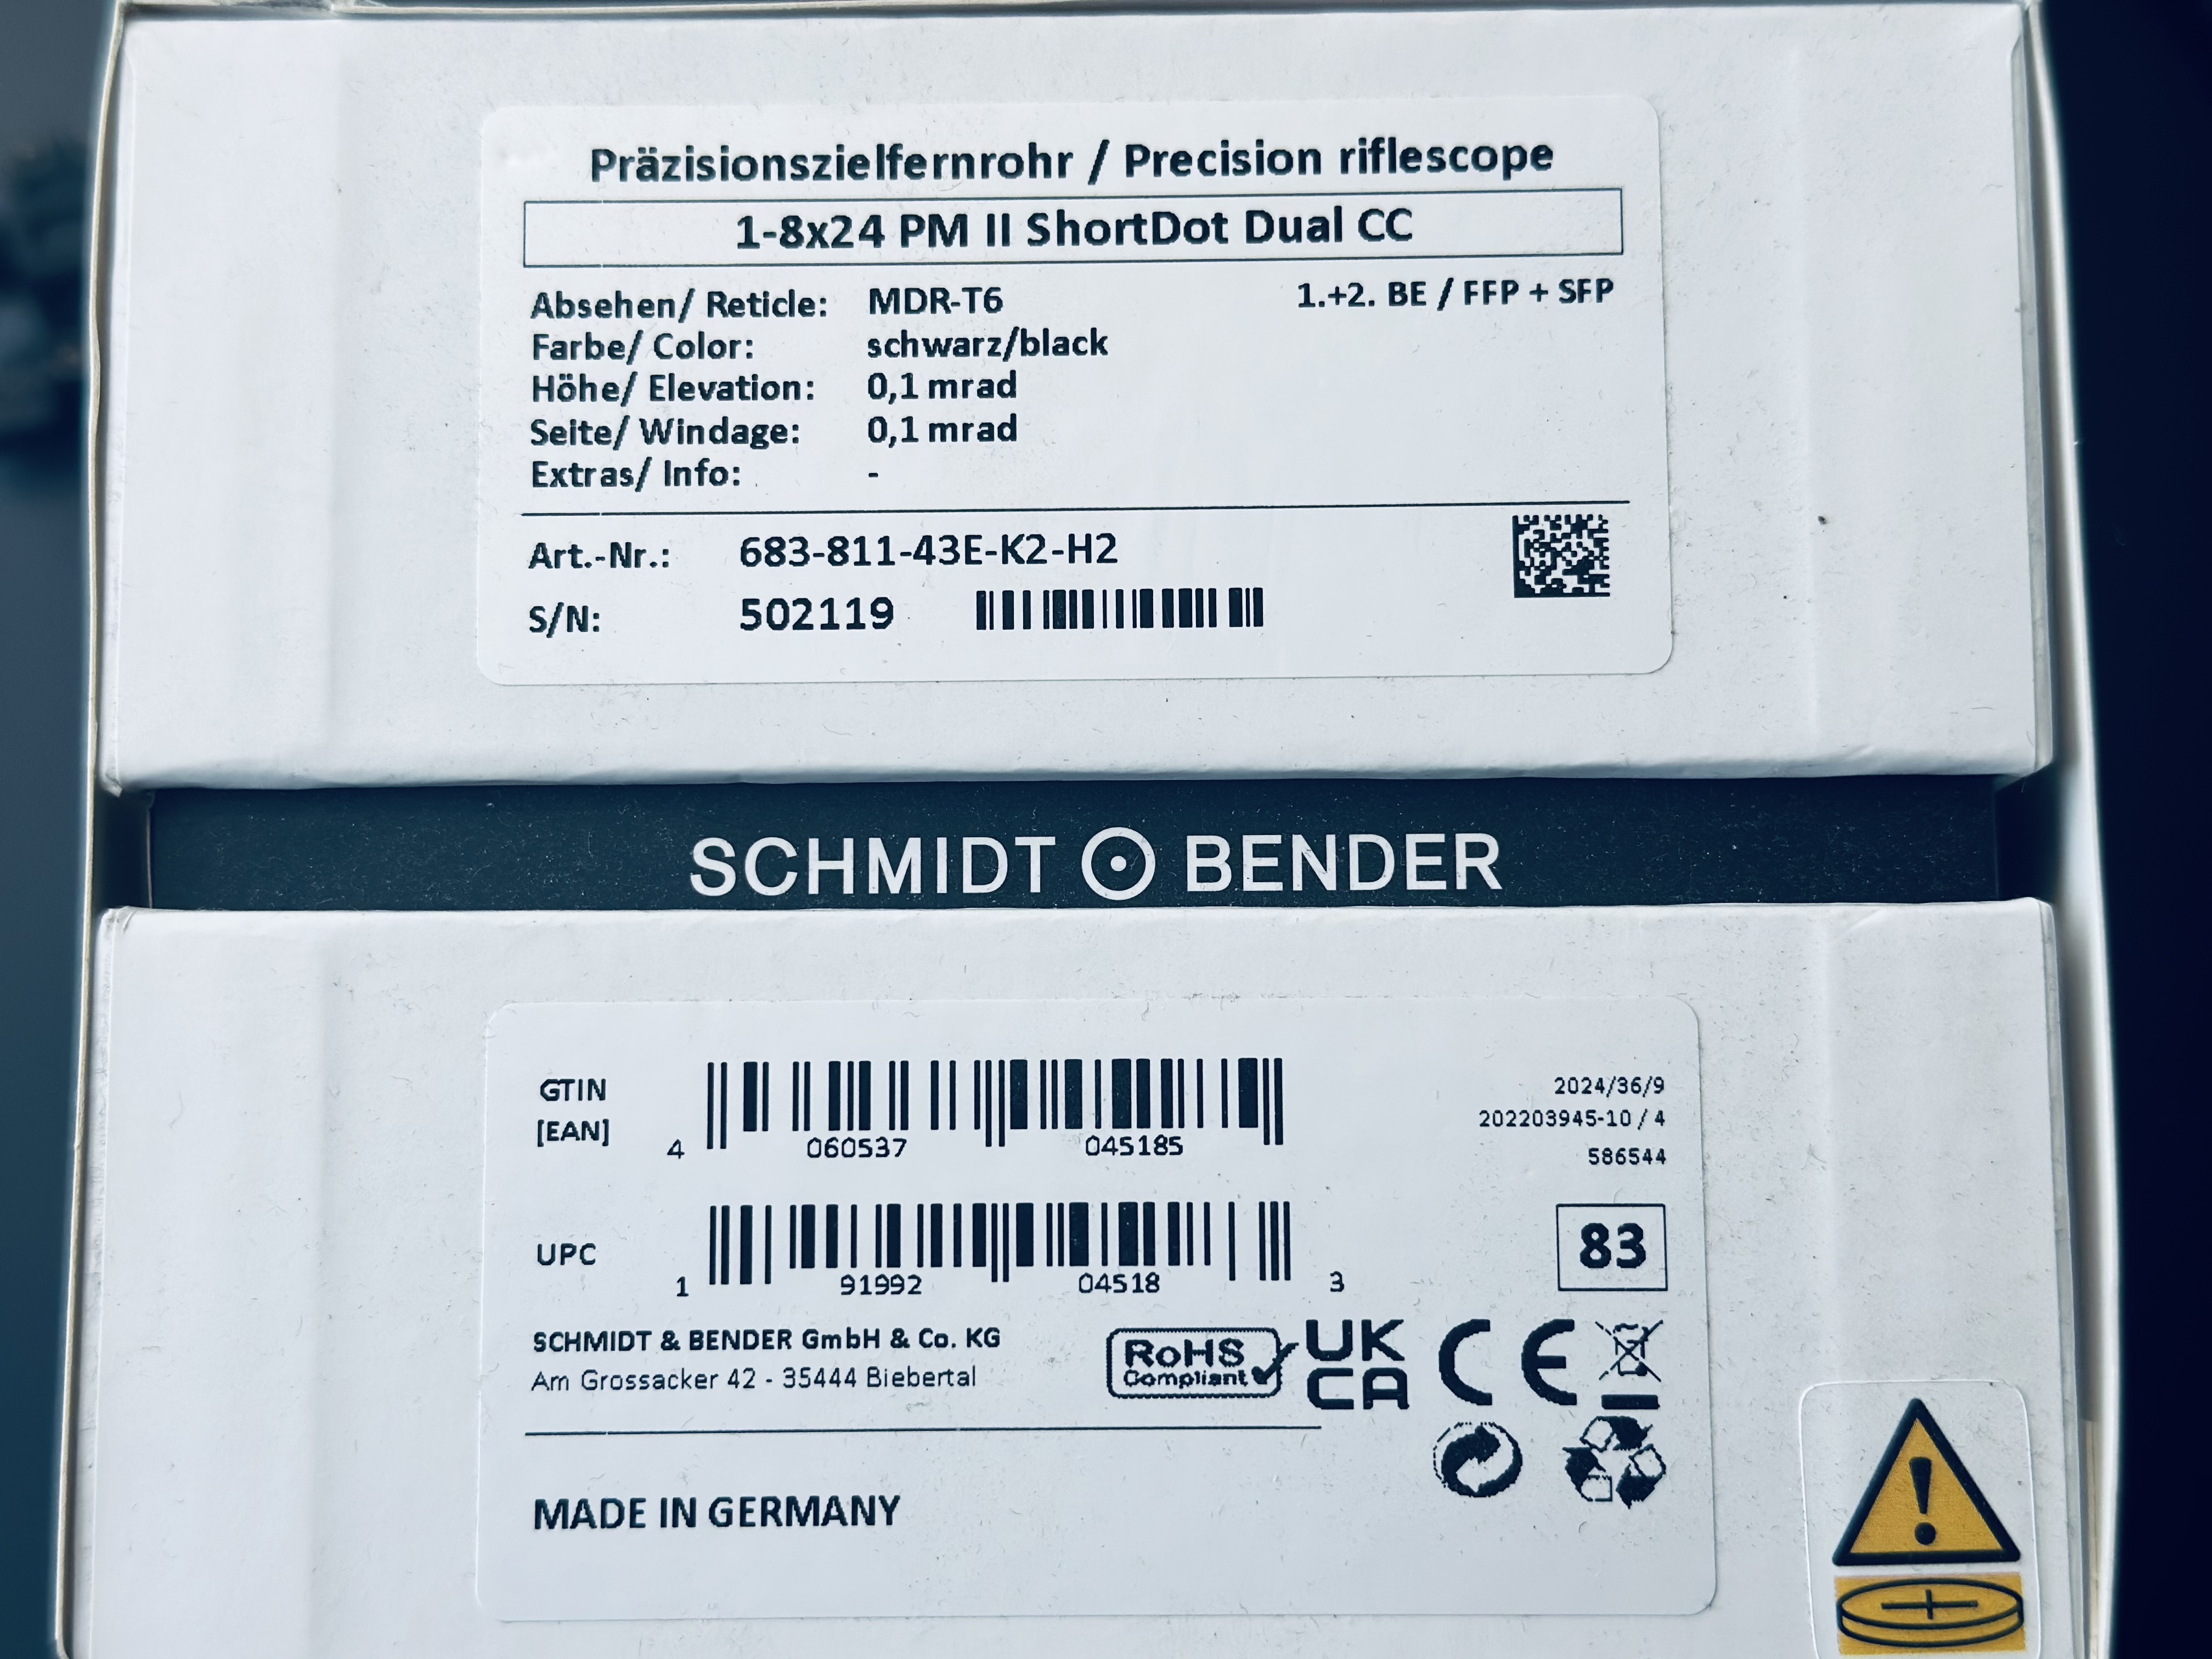 Präzisionszielfernrohr / Precision riflescope
1-8x24 PM II ShortDot Dual CC
Absehen/ Reticle: MDR-T6 1.+2. BE / FFP + SFP
Farbe/ Color: schwarz/black
Höhe/ Elevation: 0,1 mrad
Seite/ Windage: 0,1 mrad
Extras/ Info: -
Art.-Nr.: 683-811-43E-K2-H2
S/N: 502119
SCHMIDT BENDER
GTIN
[EAN]
4 060537 045185
2024/36/9
202203945-10 / 4
586544
UPC
1 91992 04518 3
83
SCHMIDT & BENDER GmbH & Co. KG
Am Grossacker 42 - 35444 Biebertal
RoHS
Compliant
UK
CA
CE
MADE IN GERMANY